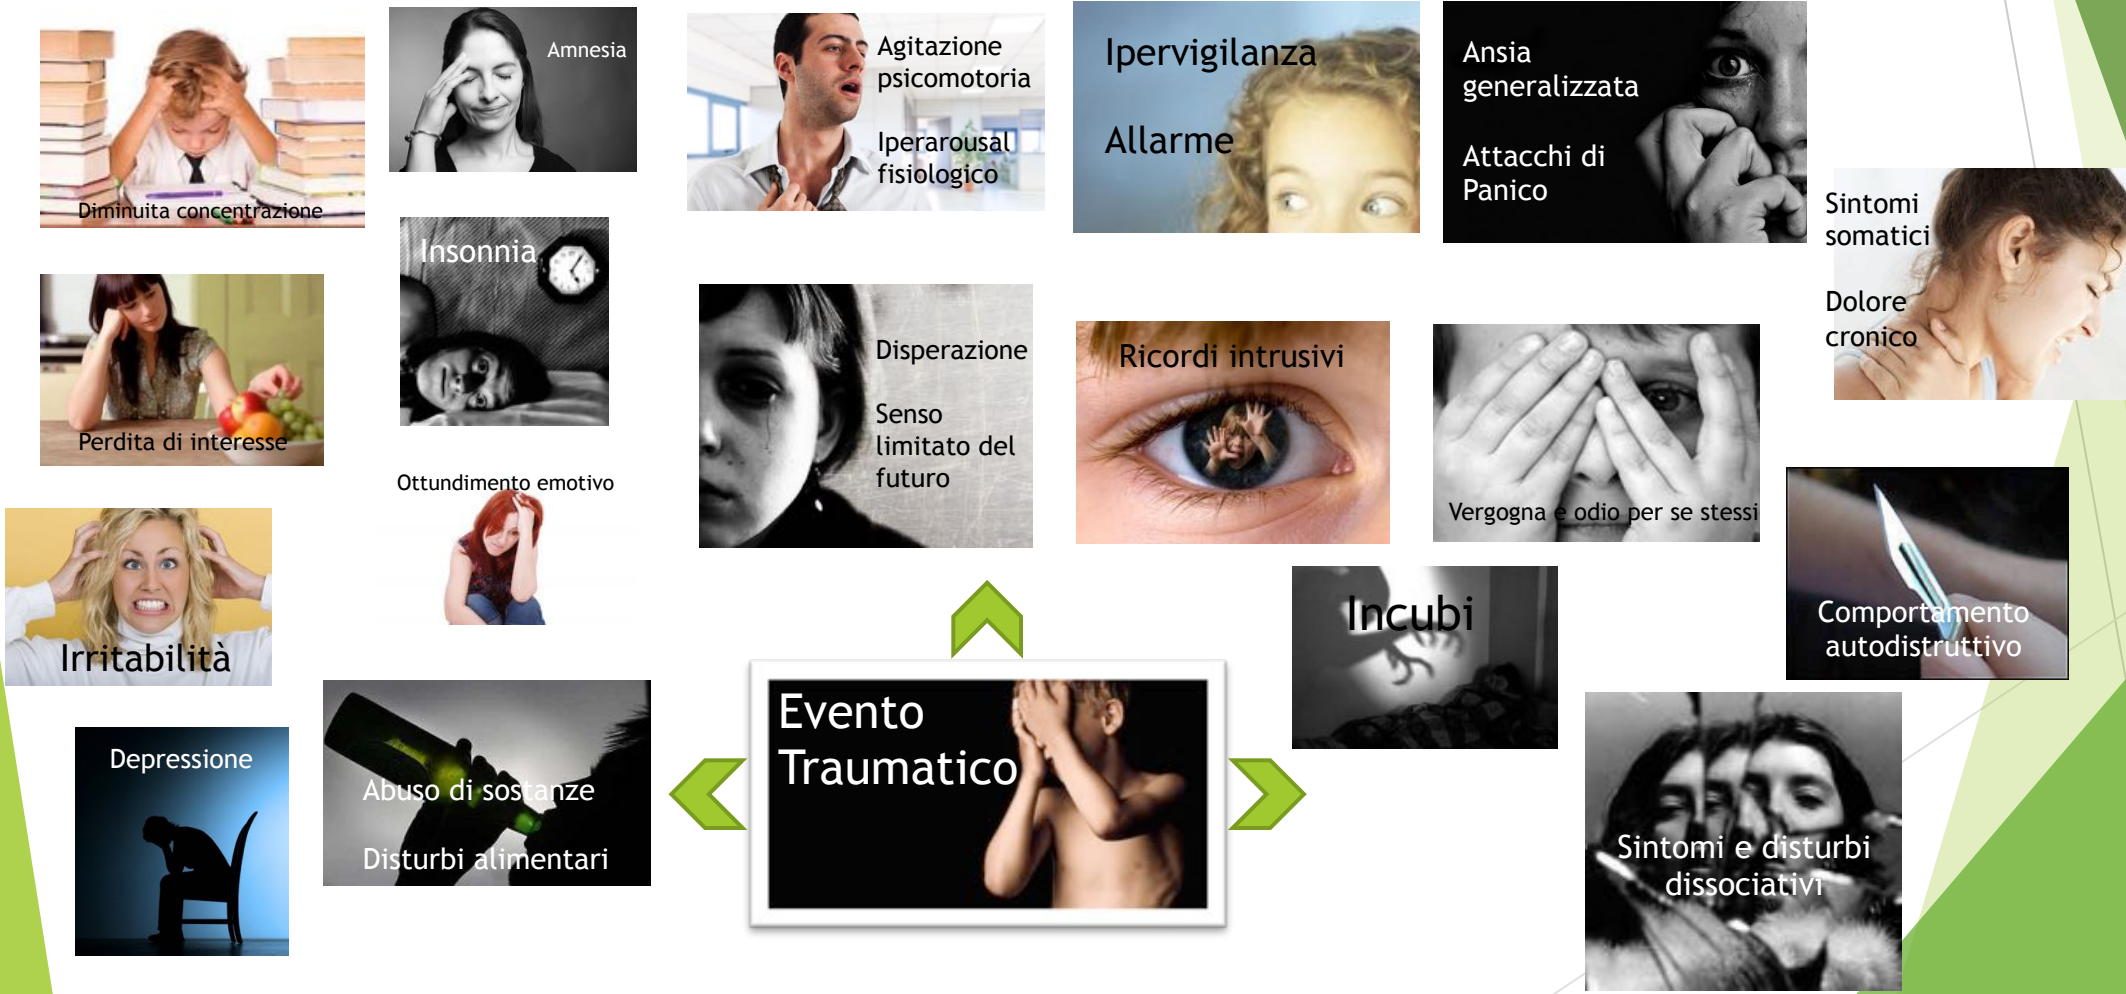 Diminuita concentrazione
Amnesia
Agitazione
psicomotoria
Iperarousal
fisiologico
Ipervigilanza
Allarme
Ansia
generalizzata
Attacchi di
Panico
Sintomi
somatici
Dolore
cronico
Perdita di interesse
Insonnia
Ottundimento emotivo
Disperazione
Senso
limitato del
futuro
Ricordi intrusivi
Vergogna e odio per se stessi
Comportamento
autodistruttivo
Irritabilità
Depressione
Abuso di sostanze
Disturbi alimentari
Evento
Traumatico
Incubi
Sintomi e disturbi
dissociativi